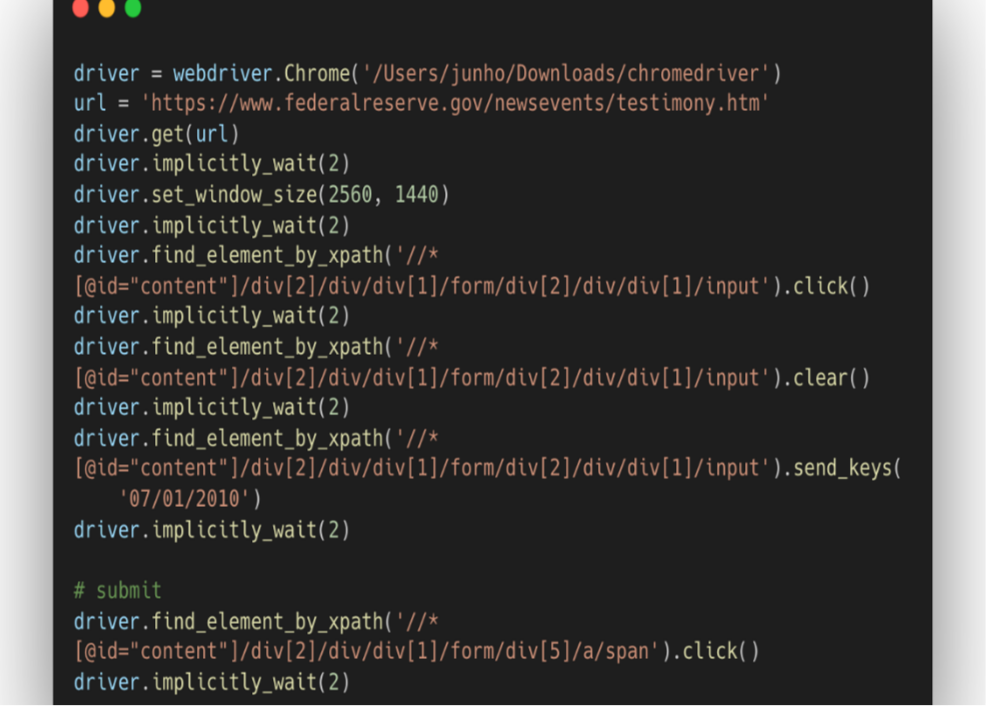 driver = webdriver.Chrome('/Users/junho/Downloads/chromedriver')
url = 'https://www.federalreserve.gov/newsevents/testimony.htm'
driver.get(url)
driver.implicitly_wait(2)
driver.set_window_size(2560, 1440)
driver.implicitly_wait(2)
driver.find_element_by_xpath('//*
[@id="content"]/div[2]/div/div[1]/form/div[2]/div/div[1]/input').click()
driver.implicitly_wait(2)
driver.find_element_by_xpath('//*
[@id="content"]/div[2]/div/div[1]/form/div[2]/div/div[1]/input').clear()
driver.implicitly_wait(2)
driver.find_element_by_xpath('//*
[@id="content"]/div[2]/div/div[1]/form/div[2]/div/div[1]/input').send_keys(
    '07/01/2010')
driver.implicitly_wait(2)

# submit
driver.find_element_by_xpath('//*
[@id="content"]/div[2]/div/div[1]/form/div[5]/a/span').click()
driver.implicitly_wait(2)